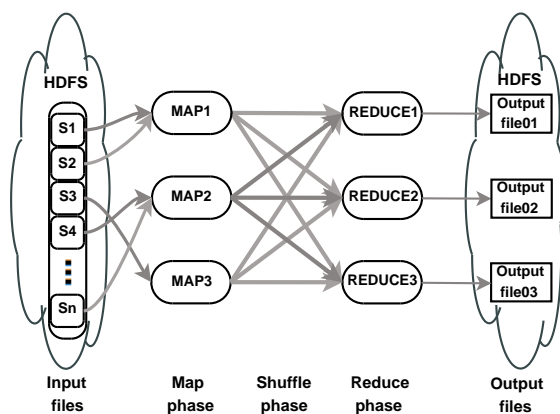 HDFS
S1
S2
S3
S4
Sn
MAP1
MAP2
MAP3
REDUCE1
REDUCE2
REDUCE3
HDFS
Output
file01
Output
file02
Output
file03
Input
files
Map
phase
Shuffle
phase
Reduce
phase
Output
files